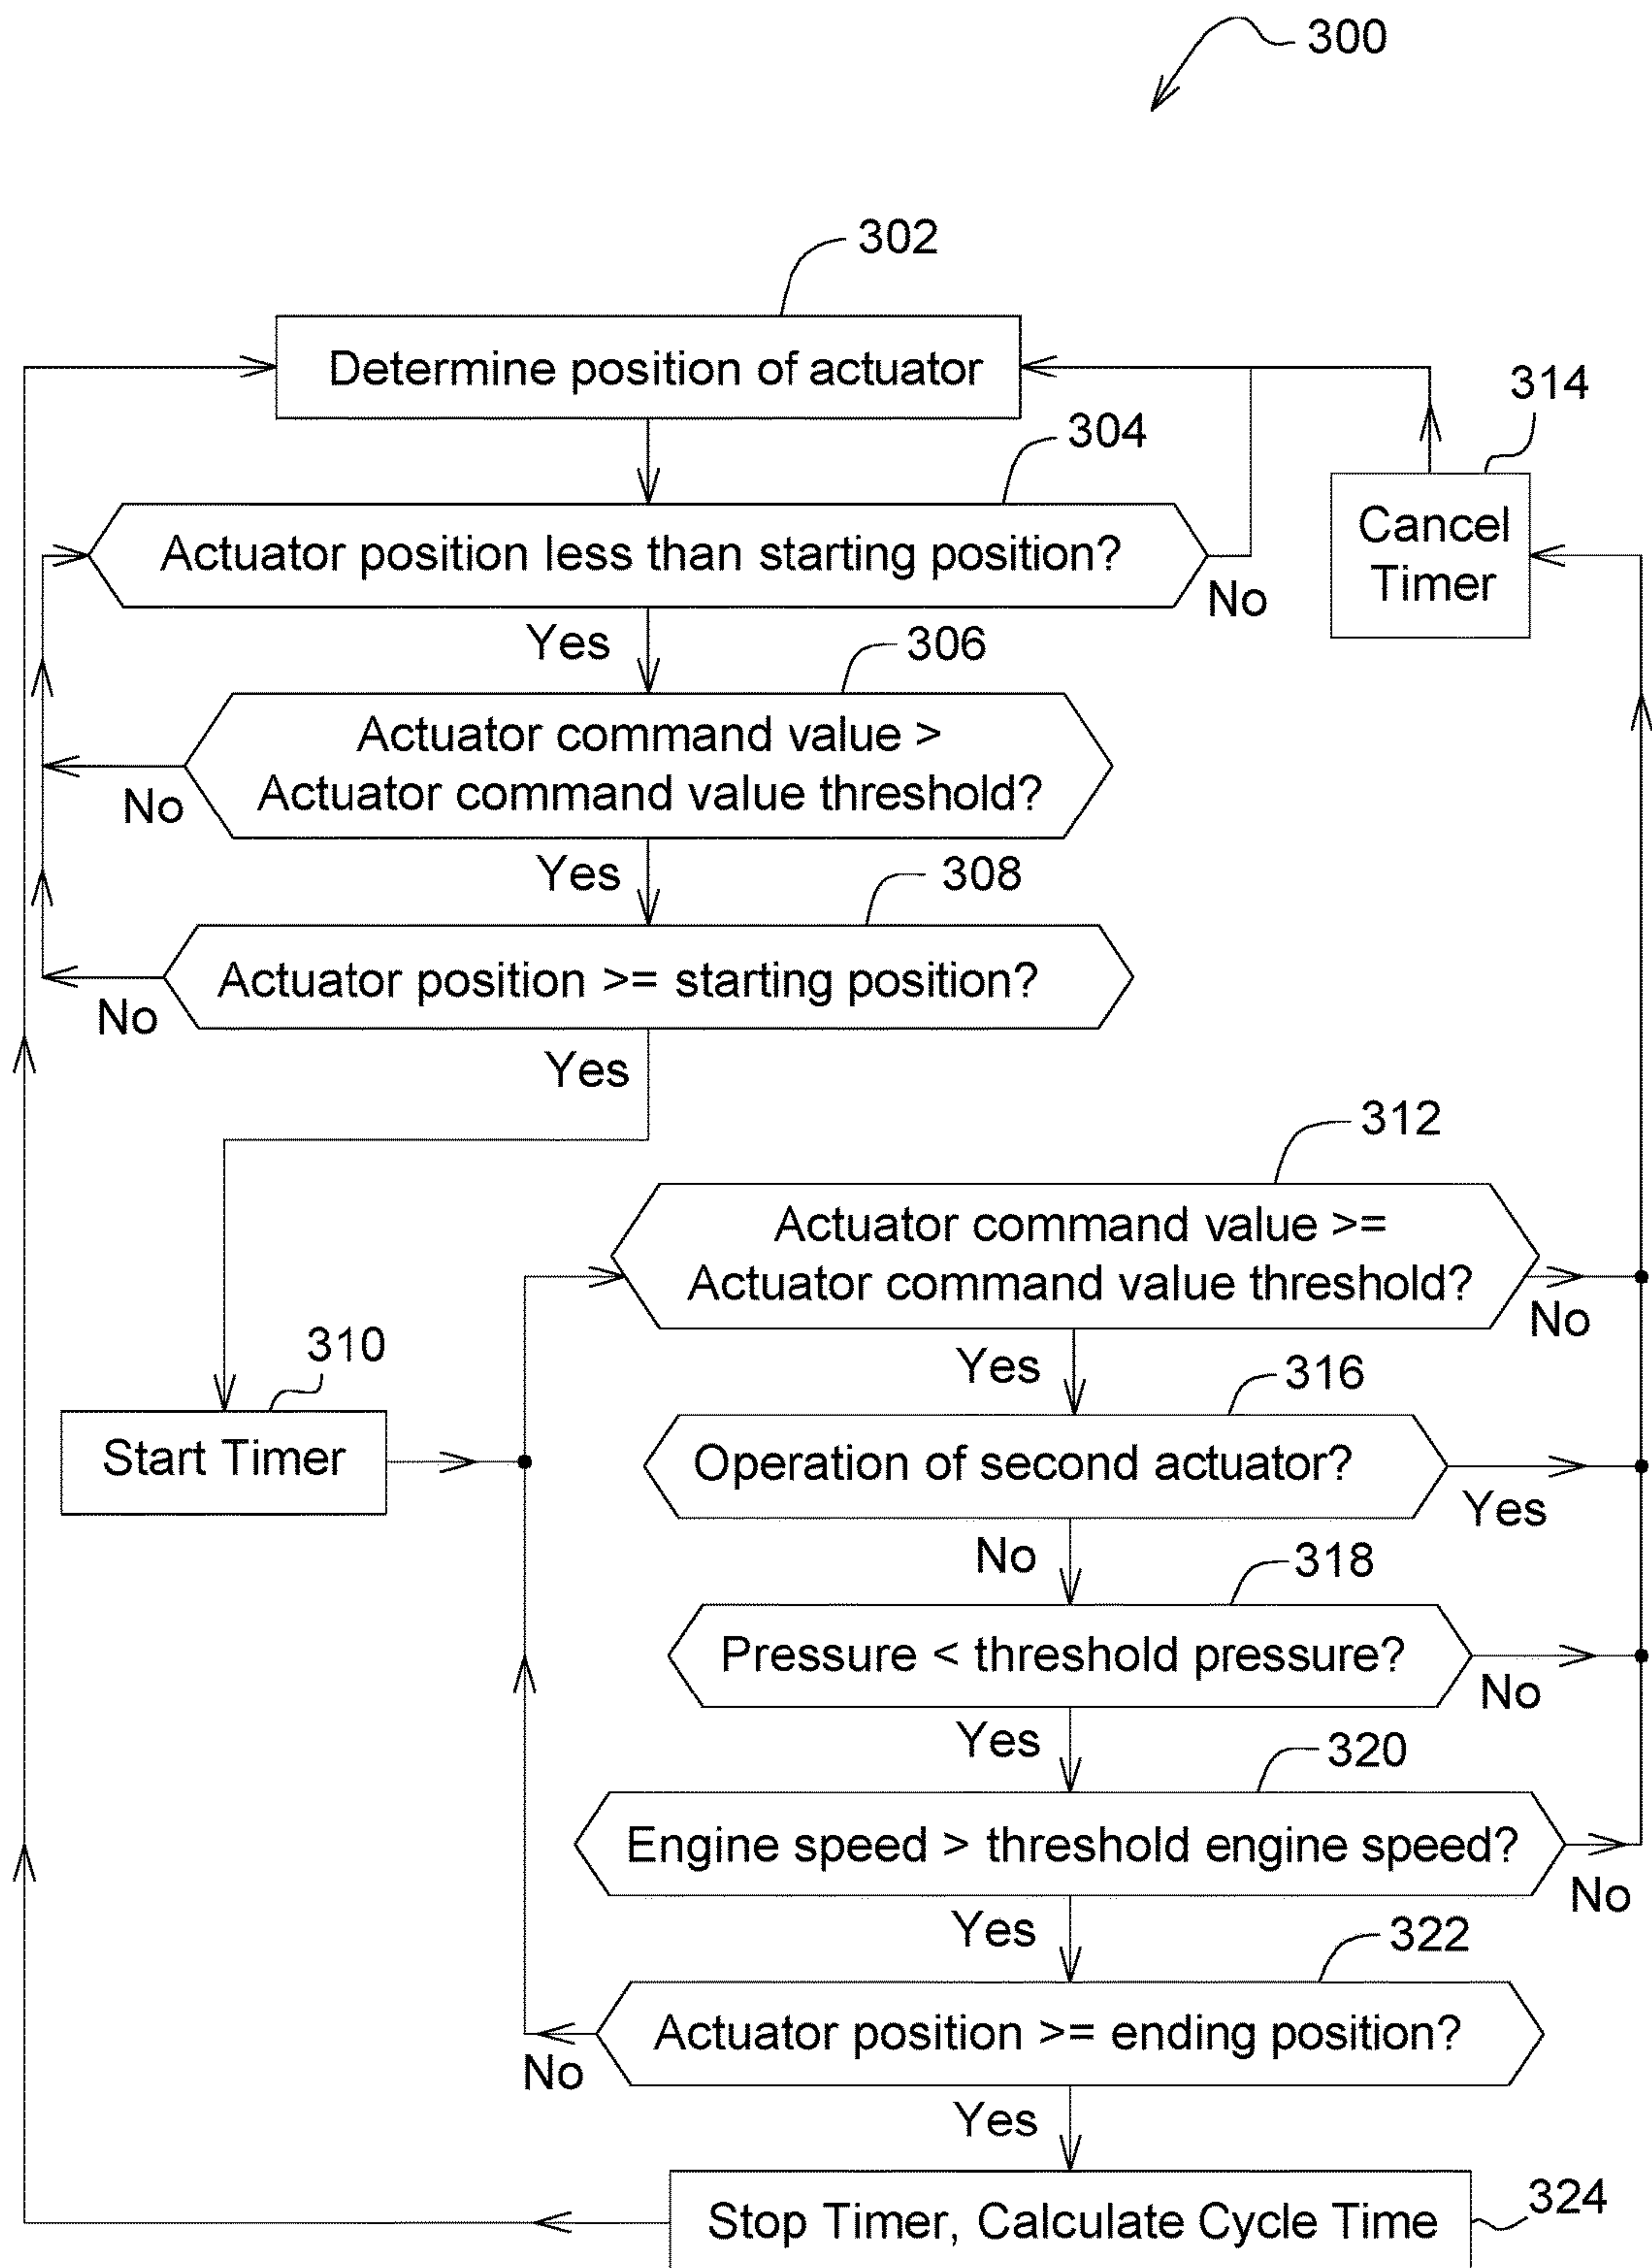 300
302
Determine position of actuator
314
304
Cancel
Timer
Actuator position less than starting position?
No
Yes
306
Actuator command value >
Actuator command value threshold?
No
Yes
308
Actuator position >= starting position?
No
Yes
312
Actuator command value >=
Actuator command value threshold?
No
310
Yes
316
Start Timer
Operation of second actuator?
Yes
No
318
Pressure < threshold pressure?
No
Yes
320
Engine speed > threshold engine speed?
No
Yes
322
Actuator position >= ending position?
No
Yes
324
Stop Timer, Calculate Cycle Time